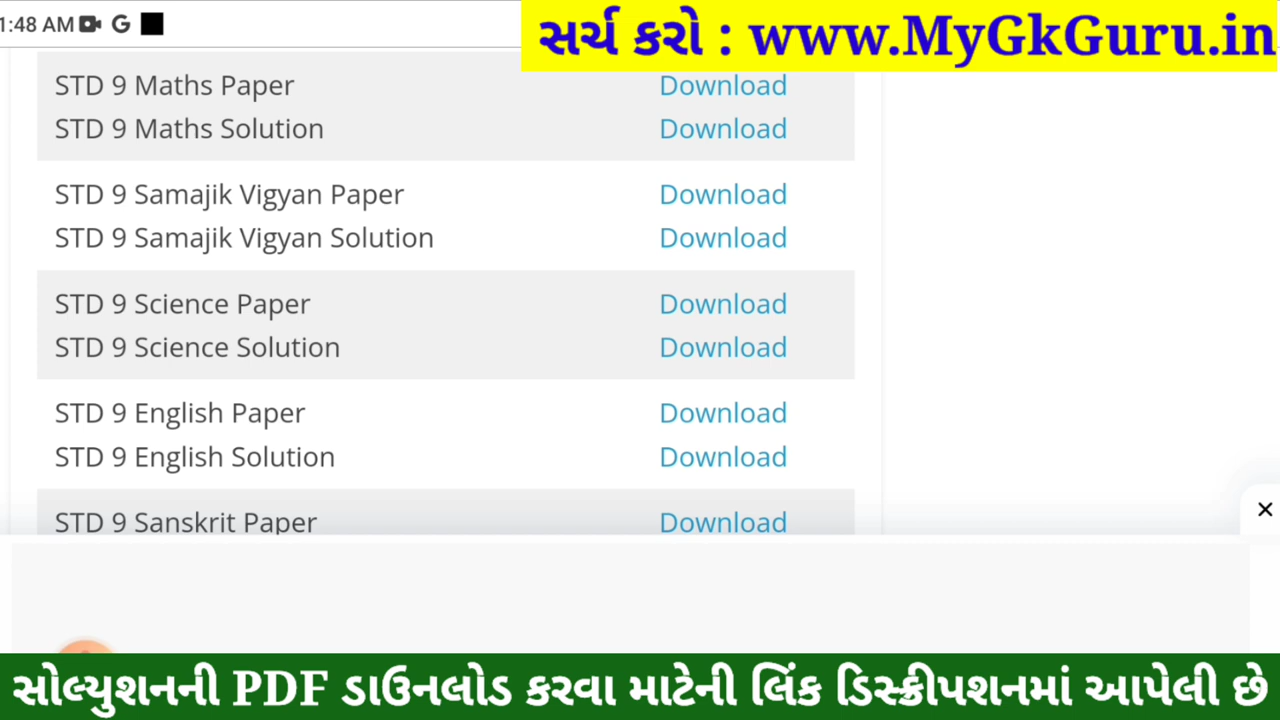 1:48 AM G
સર્ચ કરો : www.MyGkGuru.in
STD 9 Maths Paper Download
STD 9 Maths Solution Download
STD 9 Samajik Vigyan Paper Download
STD 9 Samajik Vigyan Solution Download
STD 9 Science Paper Download
STD 9 Science Solution Download
STD 9 English Paper Download
STD 9 English Solution Download
STD 9 Sanskrit Paper Download
સોલ્યુશનની PDF ડાઉનલોડ કરવા માટેની લિંક ડિસ્ક્રીપશનમાં આપેલી છે